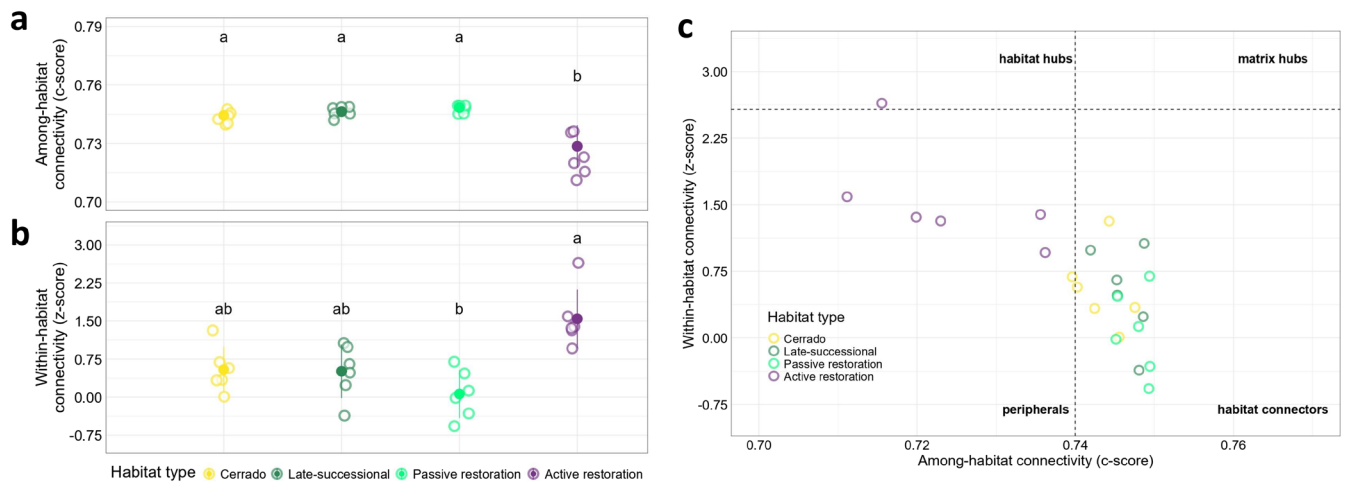 a
Among-habitat
connectivity (c-score)
0.79
0.76
0.73
0.70
a
a
a
b
b
Within-habitat
connectivity (z-score)
3.00
2.25
1.50
0.75
0.00
-0.75
ab
ab
b
a
Habitat type Cerrado Late-successional Passive restoration Active restoration
c
Within-habitat connectivity (z-score)
3.00
2.25
1.50
0.75
0.00
-0.75
habitat hubs
matrix hubs
Habitat type
Cerrado
Late-successional
Passive restoration
Active restoration
peripherals
habitat connectors
0.70 0.72 0.74 0.76
Among-habitat connectivity (c-score)